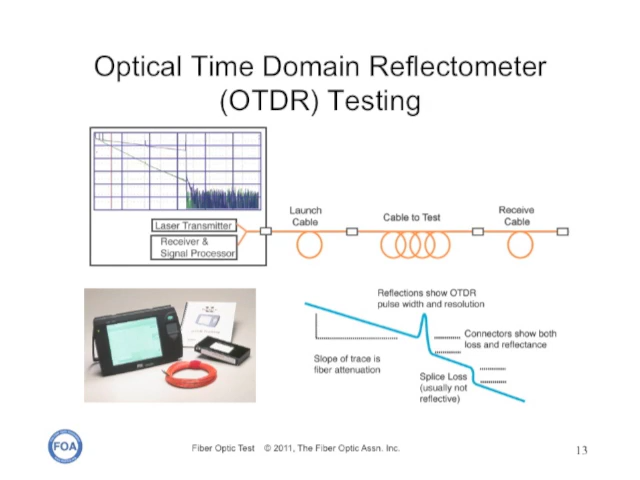 Optical Time Domain Reflectometer
(OTDR) Testing
Launch
Cable
Cable to Test
Receive
Cable
Laser Transmitter
Receiver &
Signal Processor
Reflections show OTDR
pulse width and resolution
Connectors show both
loss and reflectance
Slope of trace is
fiber attenuation
Splice Loss
(usually not
reflective)
FOA
Fiber Optic Test © 2011, The Fiber Optic Assn. Inc.
13